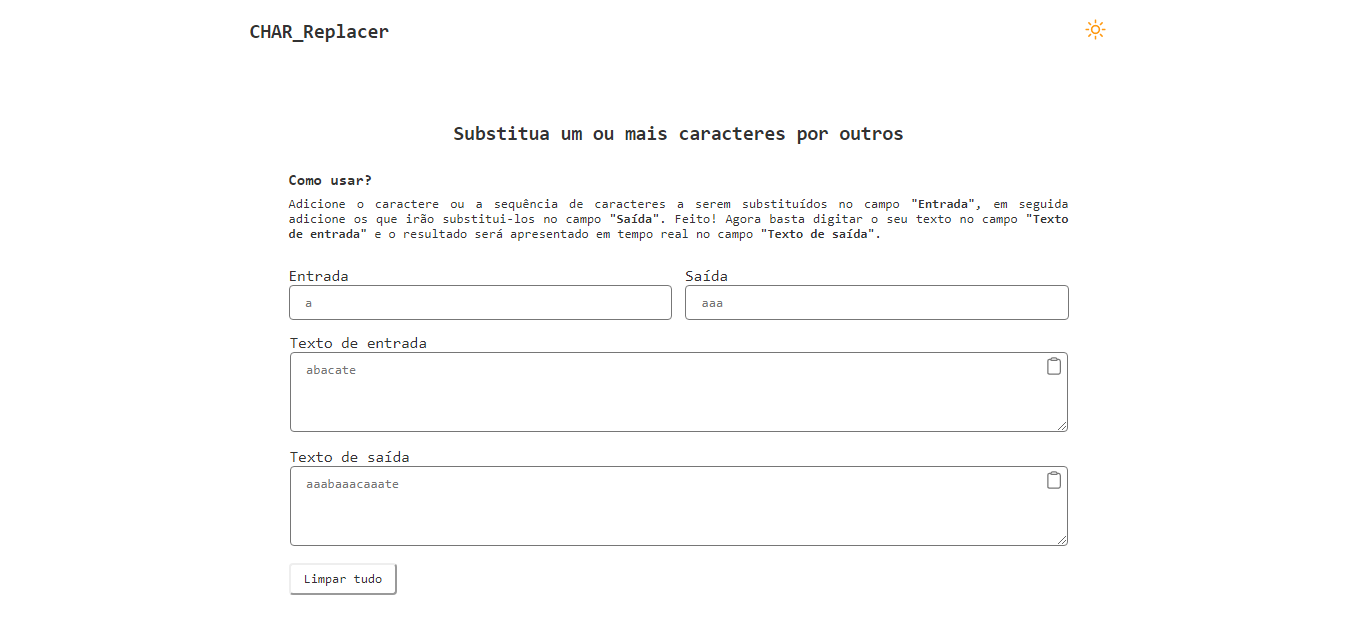 CHAR_Replacer
Substitua um ou mais caracteres por outros
Como usar?
Adicione o caractere ou a sequência de caracteres a serem substituídos no campo "Entrada", em seguida
adicione os que irão substitui-los no campo "Saída". Feito! Agora basta digitar o seu texto no campo "Texto
de entrada" e o resultado será apresentado em tempo real no campo "Texto de saída".
Entrada
a
Saída
aaa
Texto de entrada
abacate
Texto de saída
aaabaaacaaate
Limpar tudo